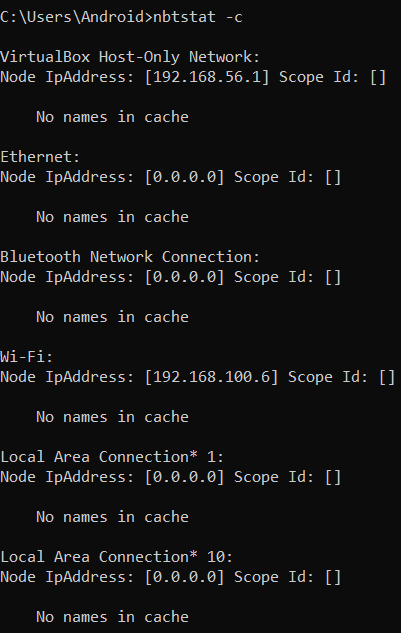 C:\Users\Android>nbtstat -c
VirtualBox Host-Only Network:
Node IpAddress: [192.168.56.1] Scope Id: []
No names in cache
Ethernet:
Node IpAddress: [0.0.0.0] Scope Id: []
No names in cache
Bluetooth Network Connection:
Node IpAddress: [0.0.0.0] Scope Id: []
No names in cache
Wi-Fi:
Node IpAddress: [192.168.100.6] Scope Id: []
No names in cache
Local Area Connection* 1:
Node IpAddress: [0.0.0.0] Scope Id: []
No names in cache
Local Area Connection* 10:
Node IpAddress: [0.0.0.0] Scope Id: []
No names in cache